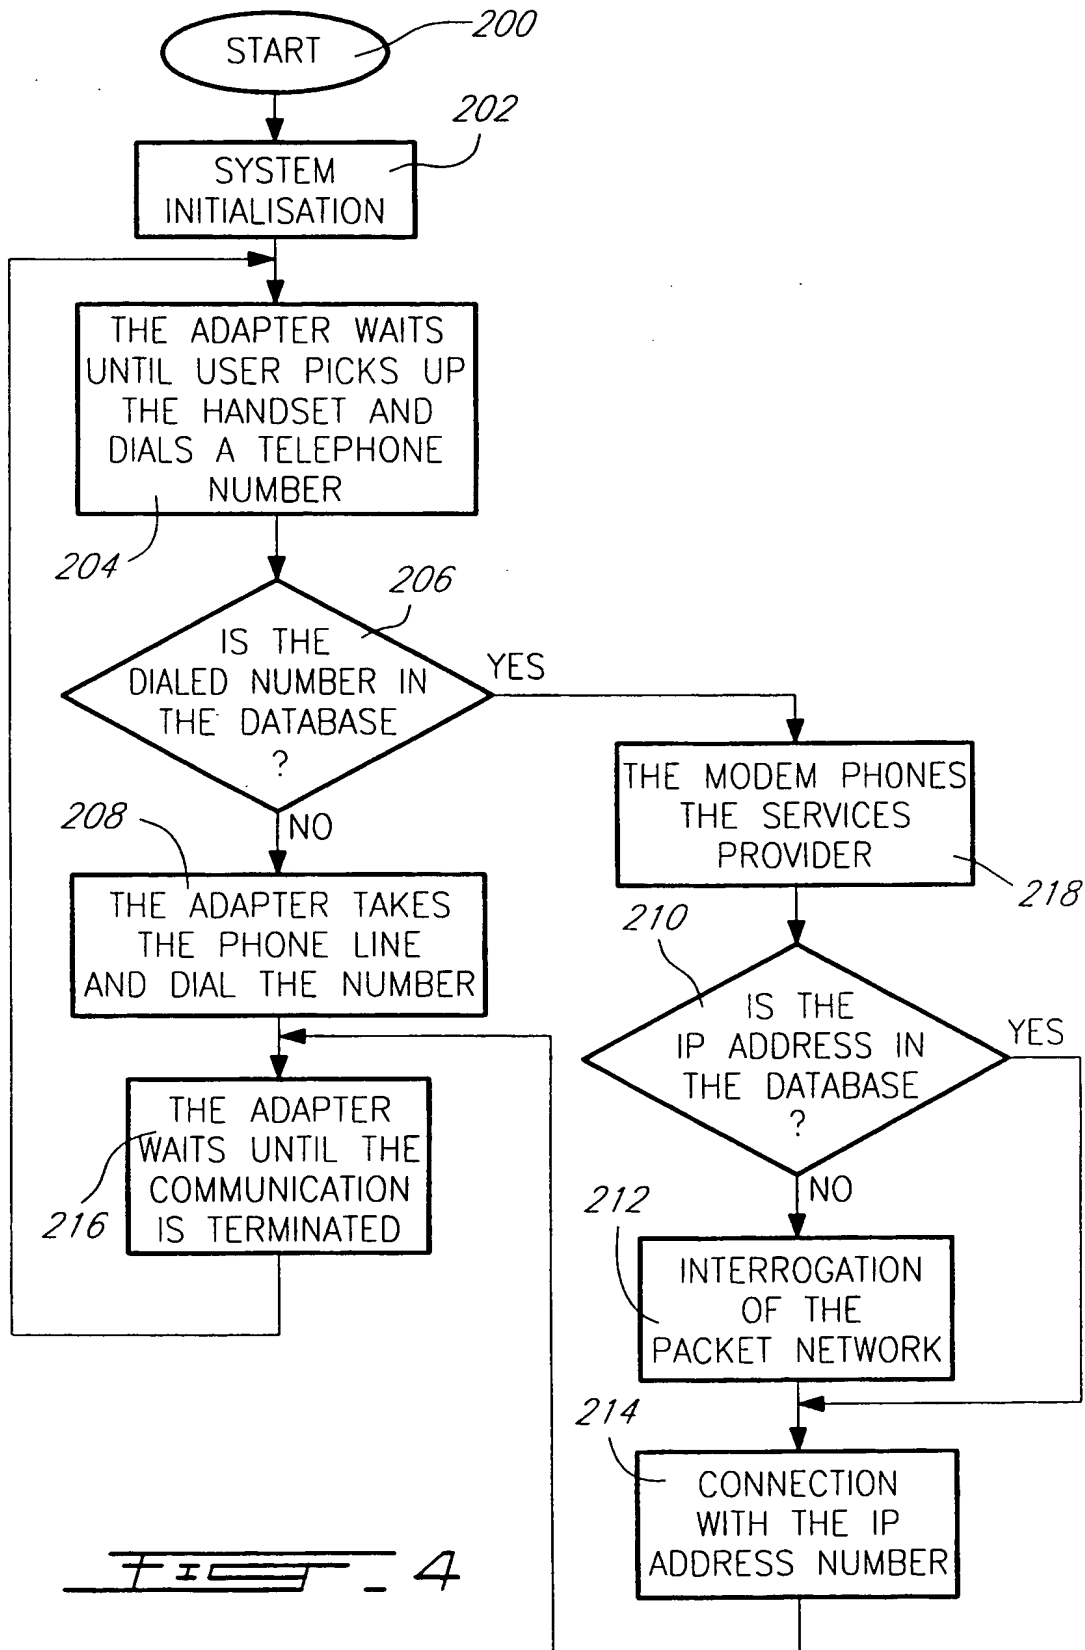 200
START
202
SYSTEM
INITIALISATION
THE ADAPTER WAITS
UNTIL USER PICKS UP
THE HANDSET AND
DIALS A TELEPHONE
NUMBER
204
206
IS THE
DIALED NUMBER IN
THE DATABASE
?
YES
NO
208
THE ADAPTER TAKES
THE PHONE LINE
AND DIAL THE NUMBER
THE ADAPTER
WAITS UNTIL THE
COMMUNICATION
IS TERMINATED
216
THE MODEM PHONES
THE SERVICES
PROVIDER
218
210
IS THE
IP ADDRESS IN
THE DATABASE
?
YES
NO
212
INTERROGATION
OF THE
PACKET NETWORK
214
CONNECTION
WITH THE IP
ADDRESS NUMBER
FIG. 4